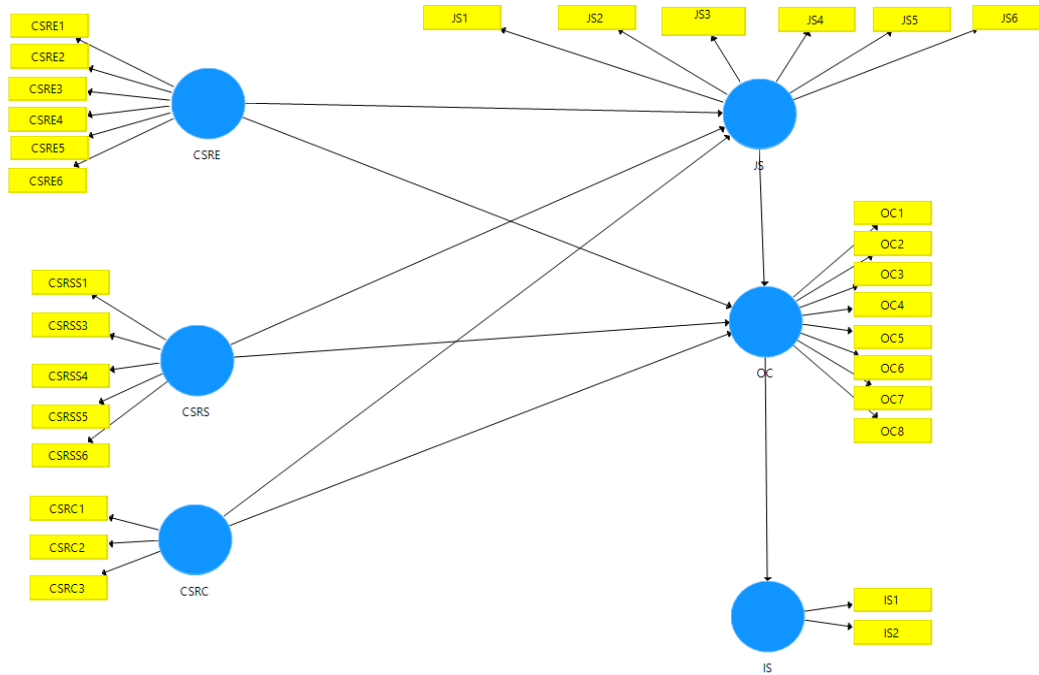 CSRE1
CSRE2
CSRE3
CSRE4
CSRE5
CSRE6
CSRE
JS1
JS2
JS3
JS4
JS5
JS6
JS
CSRSS1
CSRSS3
CSRSS4
CSRSS5
CSRSS6
CSRS
OC1
OC2
OC3
OC4
OC5
OC6
OC7
OC8
OC
CSRC1
CSRC2
CSRC3
CSRC
IS1
IS2
IS